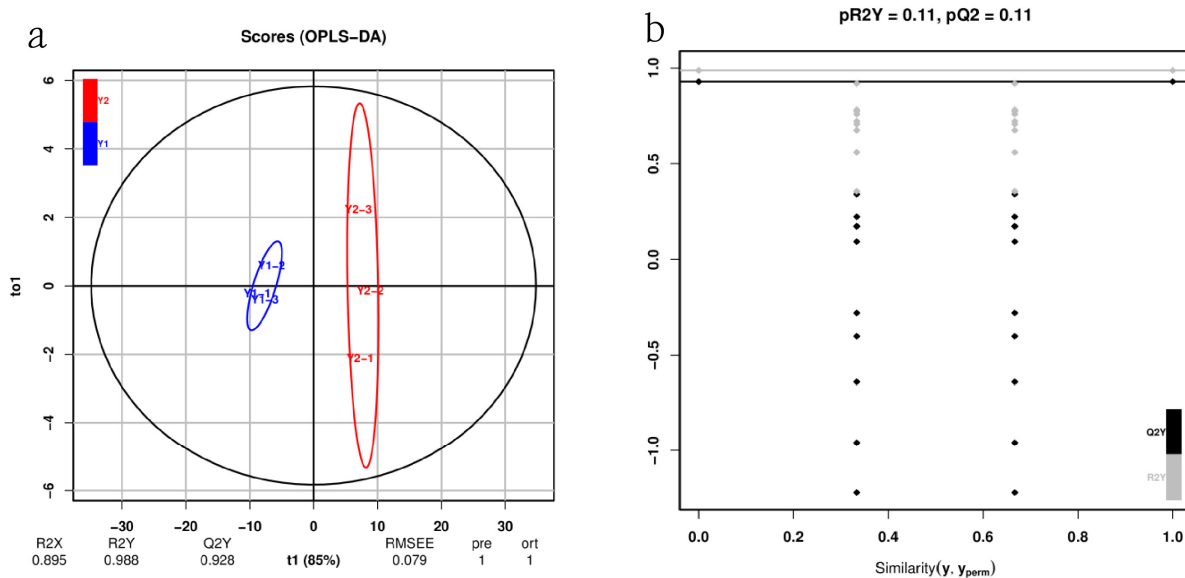 a
Scores (OPLS-DA)
Y2
Y1
to1
6
4
2
0
−2
−4
−6
Y2−3
Y1−2
Y2−2
Y1−1
Y1−3
Y2−1
−30 −20 −10 0 10 20 30
R2X R2Y Q2Y t1 (85%) RMSEE pre ort
0.895 0.988 0.928 0.079 1 1
b
pR2Y = 0.11, pQ2 = 0.11
1.0
0.5
0.0
−0.5
−1.0
Q2Y
R2Y
0.0 0.2 0.4 0.6 0.8 1.0
Similarity(y, yperm)